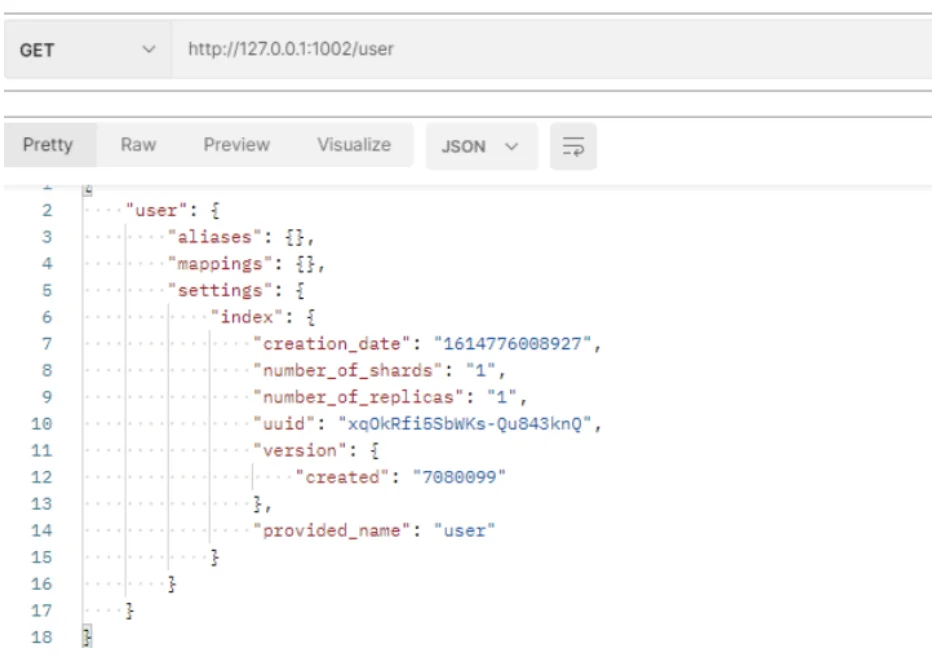 GET http://127.0.0.1:1002/user
Pretty Raw Preview Visualize JSON
1 {
2 "user": {
3 "aliases": {},
4 "mappings": {},
5 "settings": {
6 "index": {
7 "creation_date": "1614776008927",
8 "number_of_shards": "1",
9 "number_of_replicas": "1",
10 "uuid": "xqOkRfi5SbWKs-Qu843knQ",
11 "version": {
12 "created": "7080099"
13 },
14 "provided_name": "user"
15 }
16 }
17 }
18 }